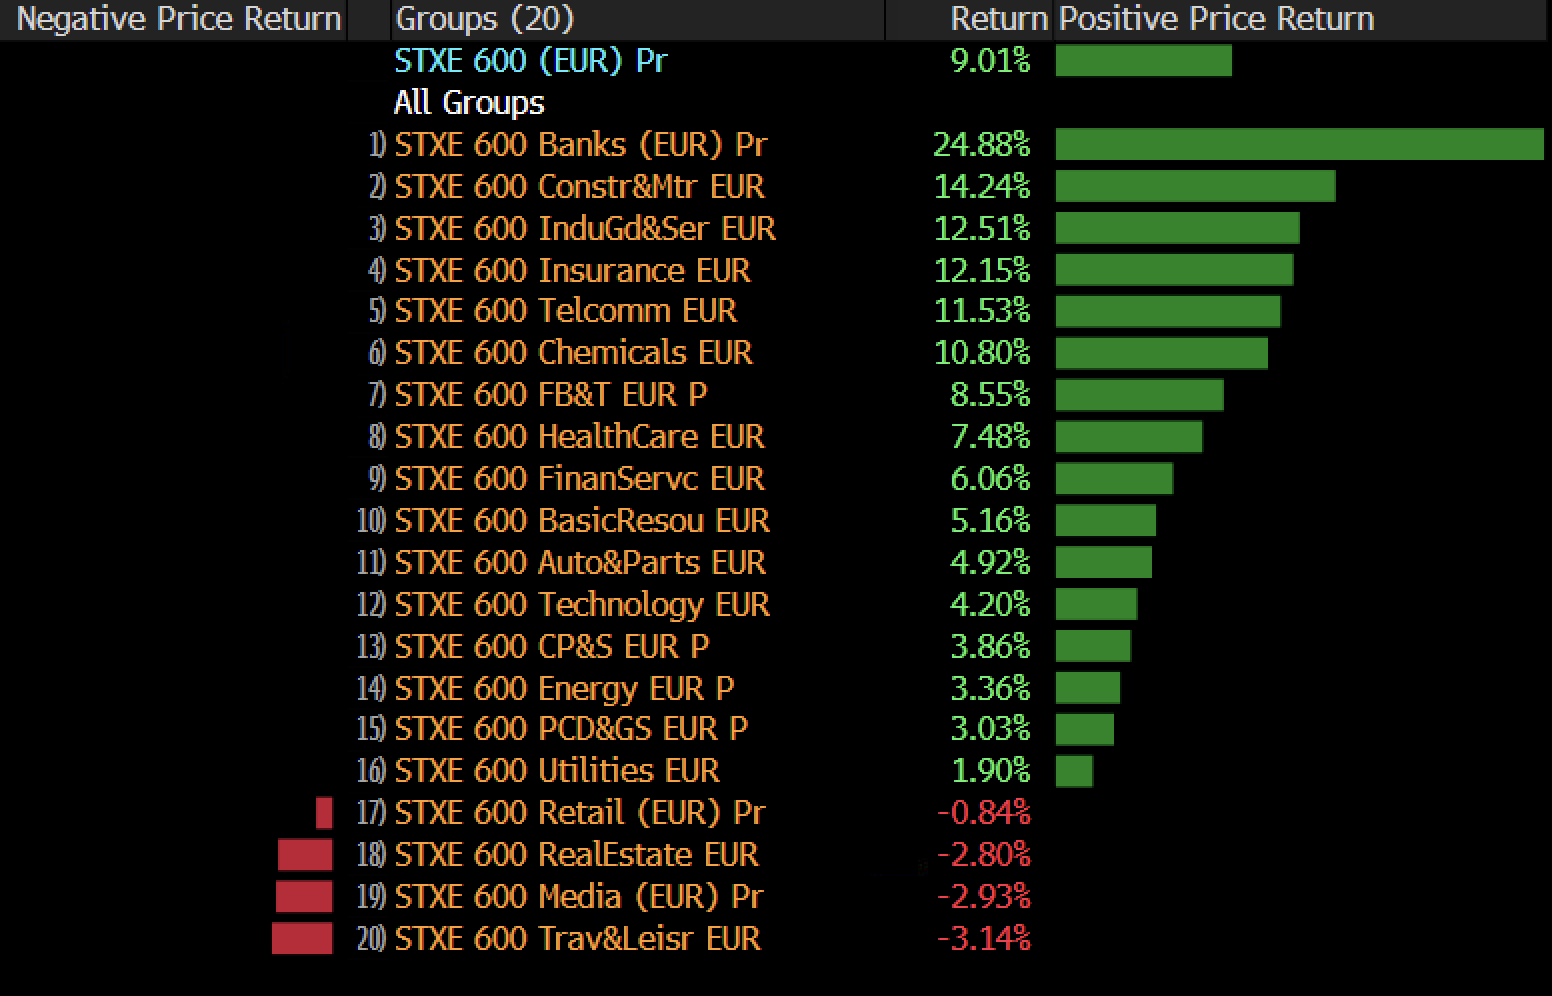 Negative Price Return Groups (20) Return Positive Price Return
STXE 600 (EUR) Pr 9.01%
All Groups
1) STXE 600 Banks (EUR) Pr 24.88%
2) STXE 600 Constr&Mtr EUR 14.24%
3) STXE 600 InduGd&Ser EUR 12.51%
4) STXE 600 Insurance EUR 12.15%
5) STXE 600 Telcomm EUR 11.53%
6) STXE 600 Chemicals EUR 10.80%
7) STXE 600 FB&T EUR P 8.55%
8) STXE 600 HealthCare EUR 7.48%
9) STXE 600 FinanServc EUR 6.06%
10) STXE 600 BasicResou EUR 5.16%
11) STXE 600 Auto&Parts EUR 4.92%
12) STXE 600 Technology EUR 4.20%
13) STXE 600 CP&S EUR P 3.86%
14) STXE 600 Energy EUR P 3.36%
15) STXE 600 PCD&GS EUR P 3.03%
16) STXE 600 Utilities EUR 1.90%
17) STXE 600 Retail (EUR) Pr -0.84%
18) STXE 600 RealEstate EUR -2.80%
19) STXE 600 Media (EUR) Pr -2.93%
20) STXE 600 Trav&Leisr EUR -3.14%